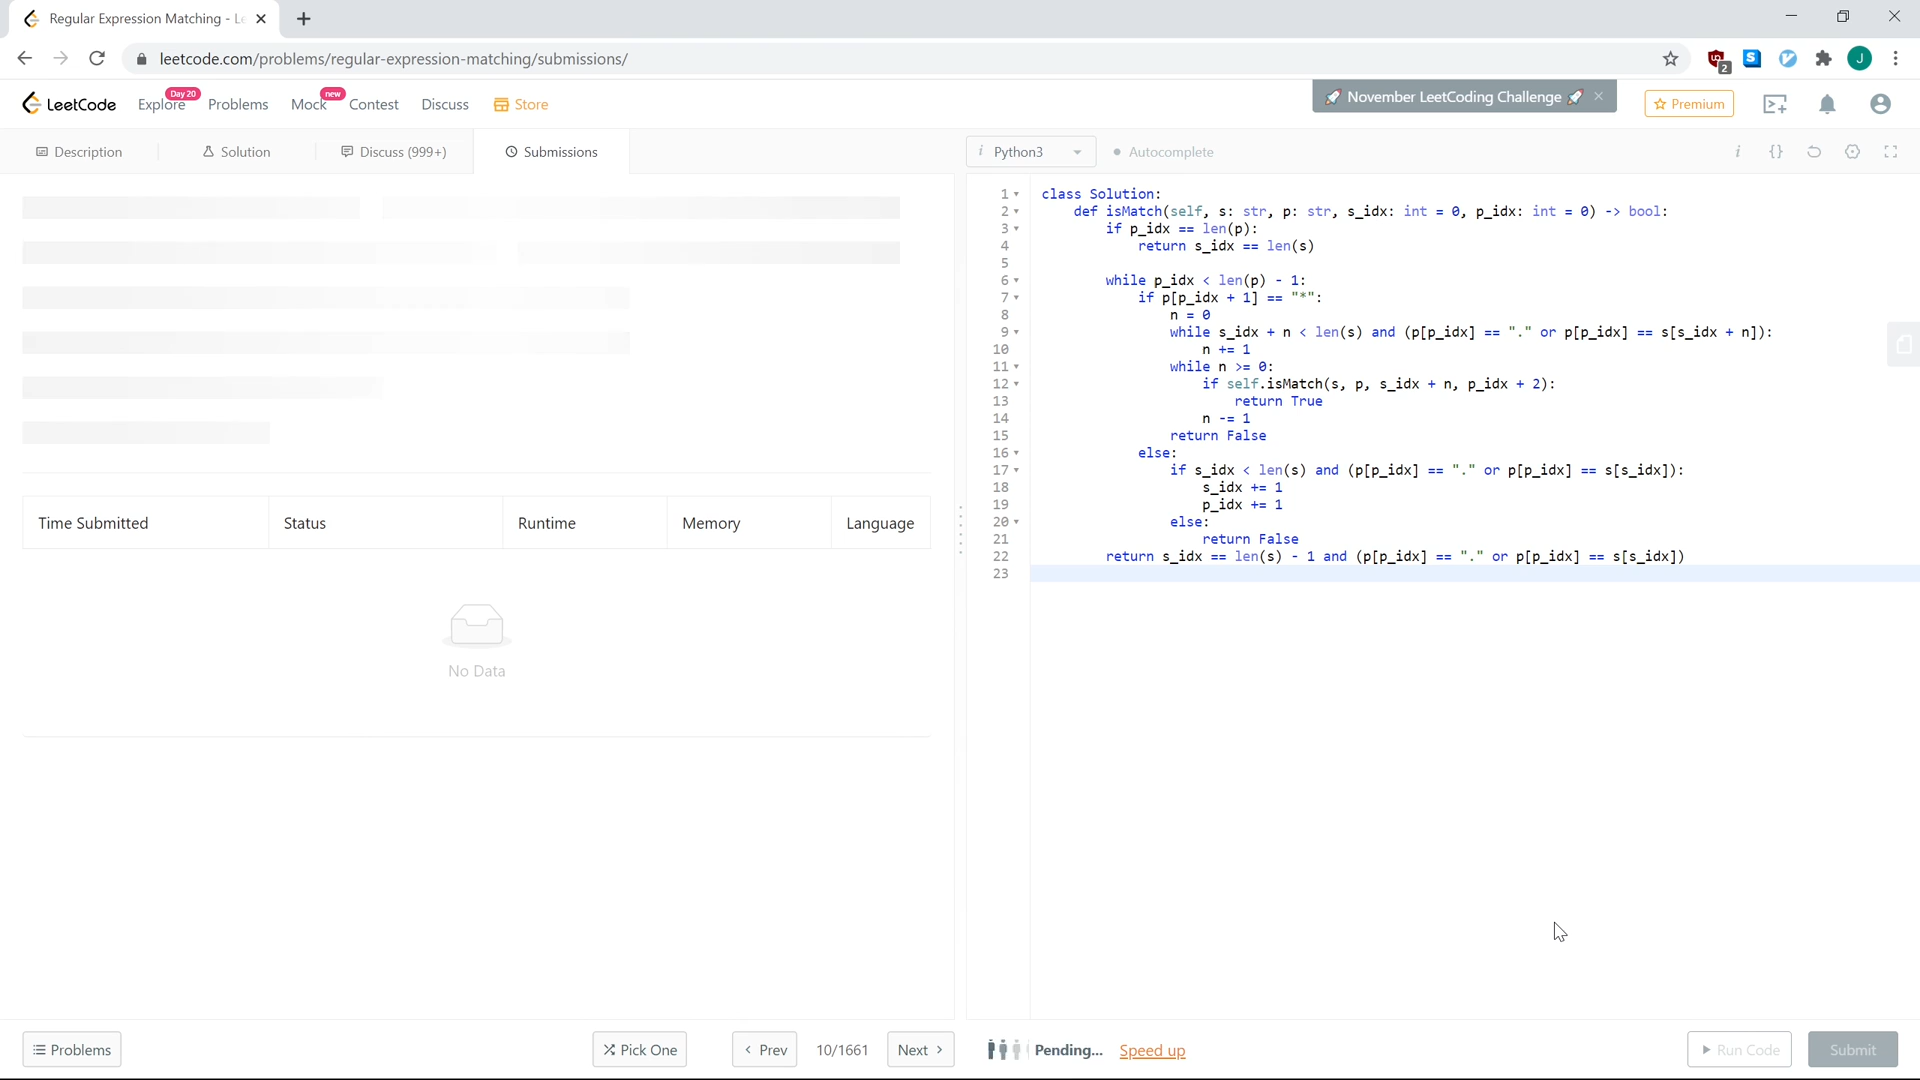 Regular Expression Matching - Le
leetcode.com/problems/regular-expression-matching/submissions/
2
S
J
LeetCode
Explore
Day 20
Problems
Mock
new
Contest
Discuss
Store
November LeetCoding Challenge
Premium
Description
Solution
Discuss (999+)
Submissions
i Python3
Autocomplete
i {}
1 class Solution:
2 def isMatch(self, s: str, p: str, s_idx: int = 0, p_idx: int = 0) -> bool:
3 if p_idx == len(p):
4 return s_idx == len(s)
5
6 while p_idx < len(p) - 1:
7 if p[p_idx + 1] == "*":
8 n = 0
9 while s_idx + n < len(s) and (p[p_idx] == "." or p[p_idx] == s[s_idx + n]):
10 n += 1
11 while n >= 0:
12 if self.isMatch(s, p, s_idx + n, p_idx + 2):
13 return True
14 n -= 1
15 return False
16 else:
17 if s_idx < len(s) and (p[p_idx] == "." or p[p_idx] == s[s_idx]):
18 s_idx += 1
19 p_idx += 1
20 else:
21 return False
22 return s_idx == len(s) - 1 and (p[p_idx] == "." or p[p_idx] == s[s_idx])
23
Time Submitted
Status
Runtime
Memory
Language
No Data
Problems
Pick One
< Prev
10/1661
Next >
Pending...
Speed up
Run Code
Submit